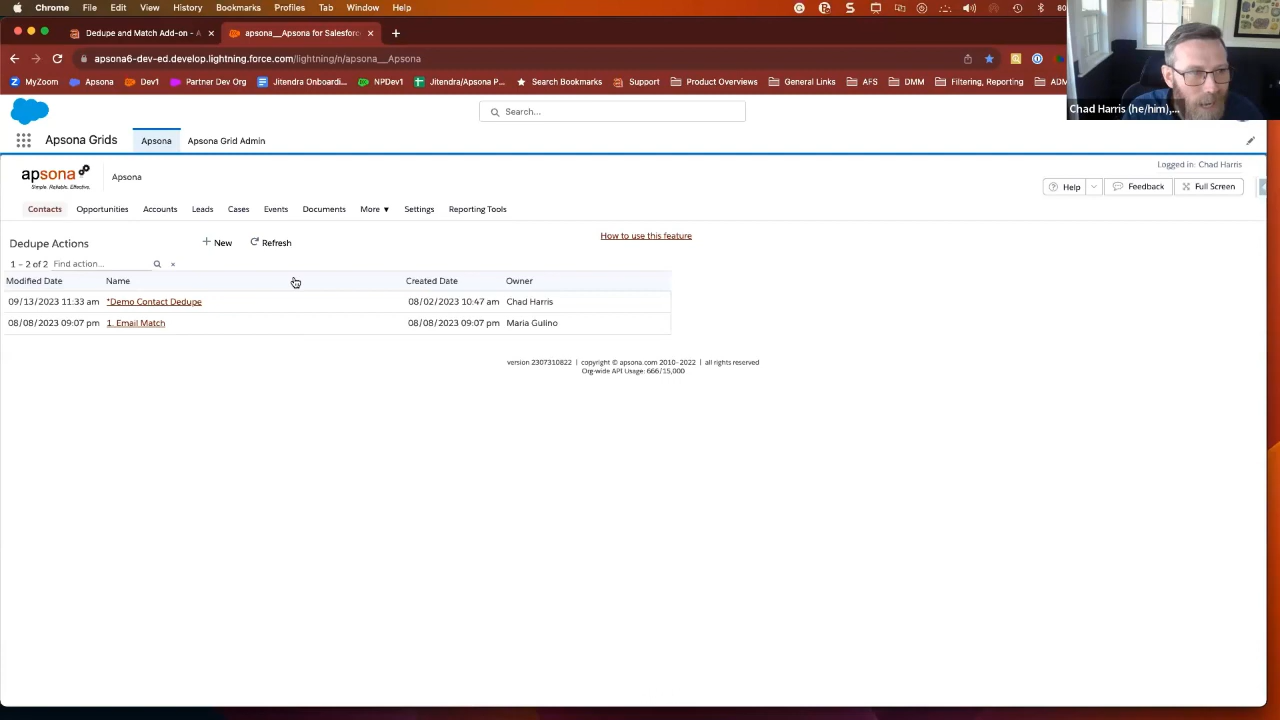 Chrome File Edit View History Bookmarks Profiles Tab Window Help
Dedupe and Match Add-on - A × apsona__Apsona for Salesforc × +
apsona6-dev-ed.develop.lightning.force.com/lightning/n/apsona__Apsona
MyZoom Apsona Dev1 Partner Dev Org Jitendra Onboardi... NPDev1 Jitendra/Apsona P... Search Bookmarks Support Product Overviews General Links AFS DMM Filtering, Reporting ADM
Chad Harris (he/him),...
Search...
Apsona Grids Apsona Apsona Grid Admin
Logged in: Chad Harris
apsona
Simple. Reliable. Effective.
Apsona
Help Feedback Full Screen
Contacts Opportunities Accounts Leads Cases Events Documents More ▼ Settings Reporting Tools
How to use this feature
Dedupe Actions + New Refresh
1 – 2 of 2 Find action... ×
Modified Date Name Created Date Owner
09/13/2023 11:33 am *Demo Contact Dedupe 08/02/2023 10:47 am Chad Harris
08/08/2023 09:07 pm 1. Email Match 08/08/2023 09:07 pm Maria Gulino
version 2307310822 | copyright © apsona.com 2010-2022 | all rights reserved
Org-wide API Usage: 666/15,000